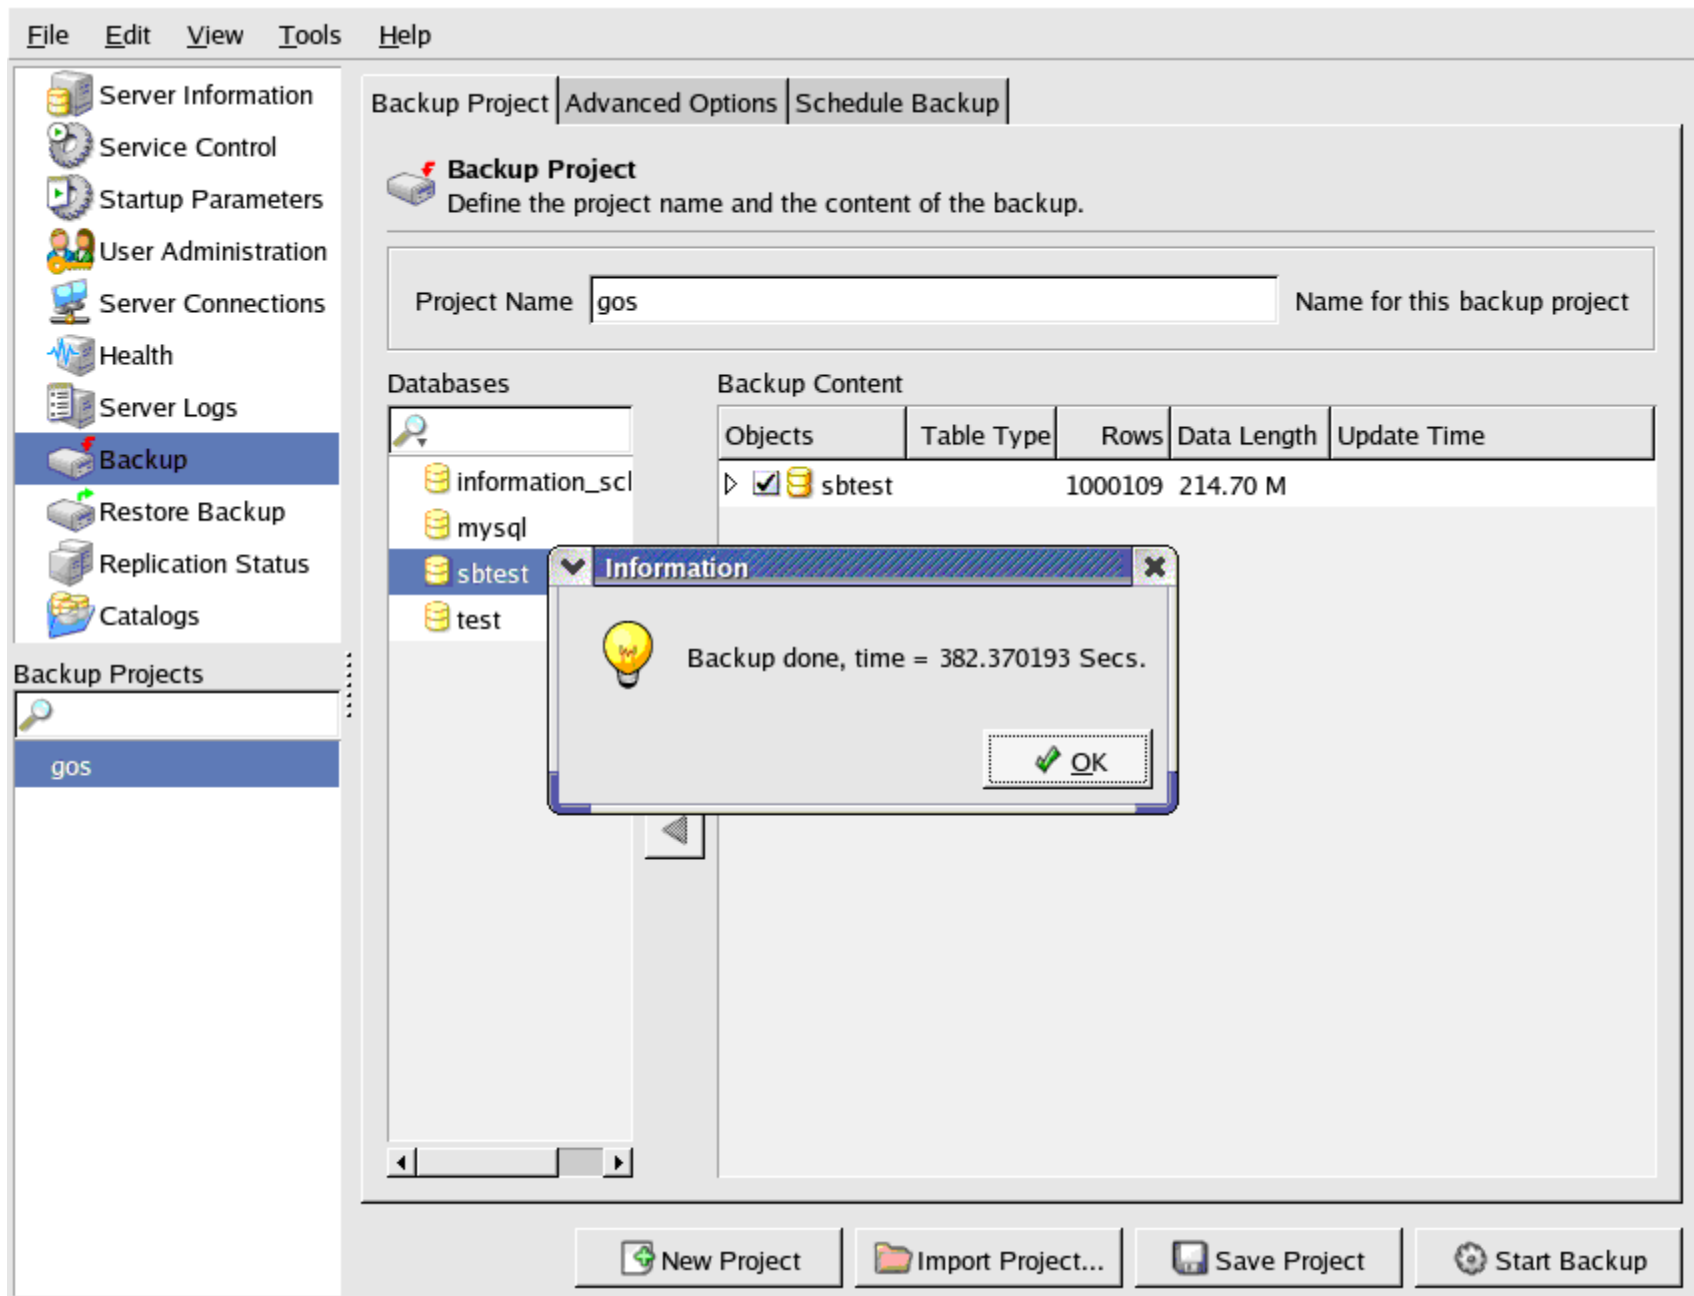 File Edit View Tools Help
Server Information
Service Control
Startup Parameters
User Administration
Server Connections
Health
Server Logs
Backup
Restore Backup
Replication Status
Catalogs
Backup Projects
gos
Backup Project Advanced Options Schedule Backup
Backup Project
Define the project name and the content of the backup.
Project Name gos Name for this backup project
Databases
information_scl
mysql
sbtest
test
Backup Content
Objects Table Type Rows Data Length Update Time
sbtest 1000109 214.70 M
Information
Backup done, time = 382.370193 Secs.
OK
New Project Import Project... Save Project Start Backup